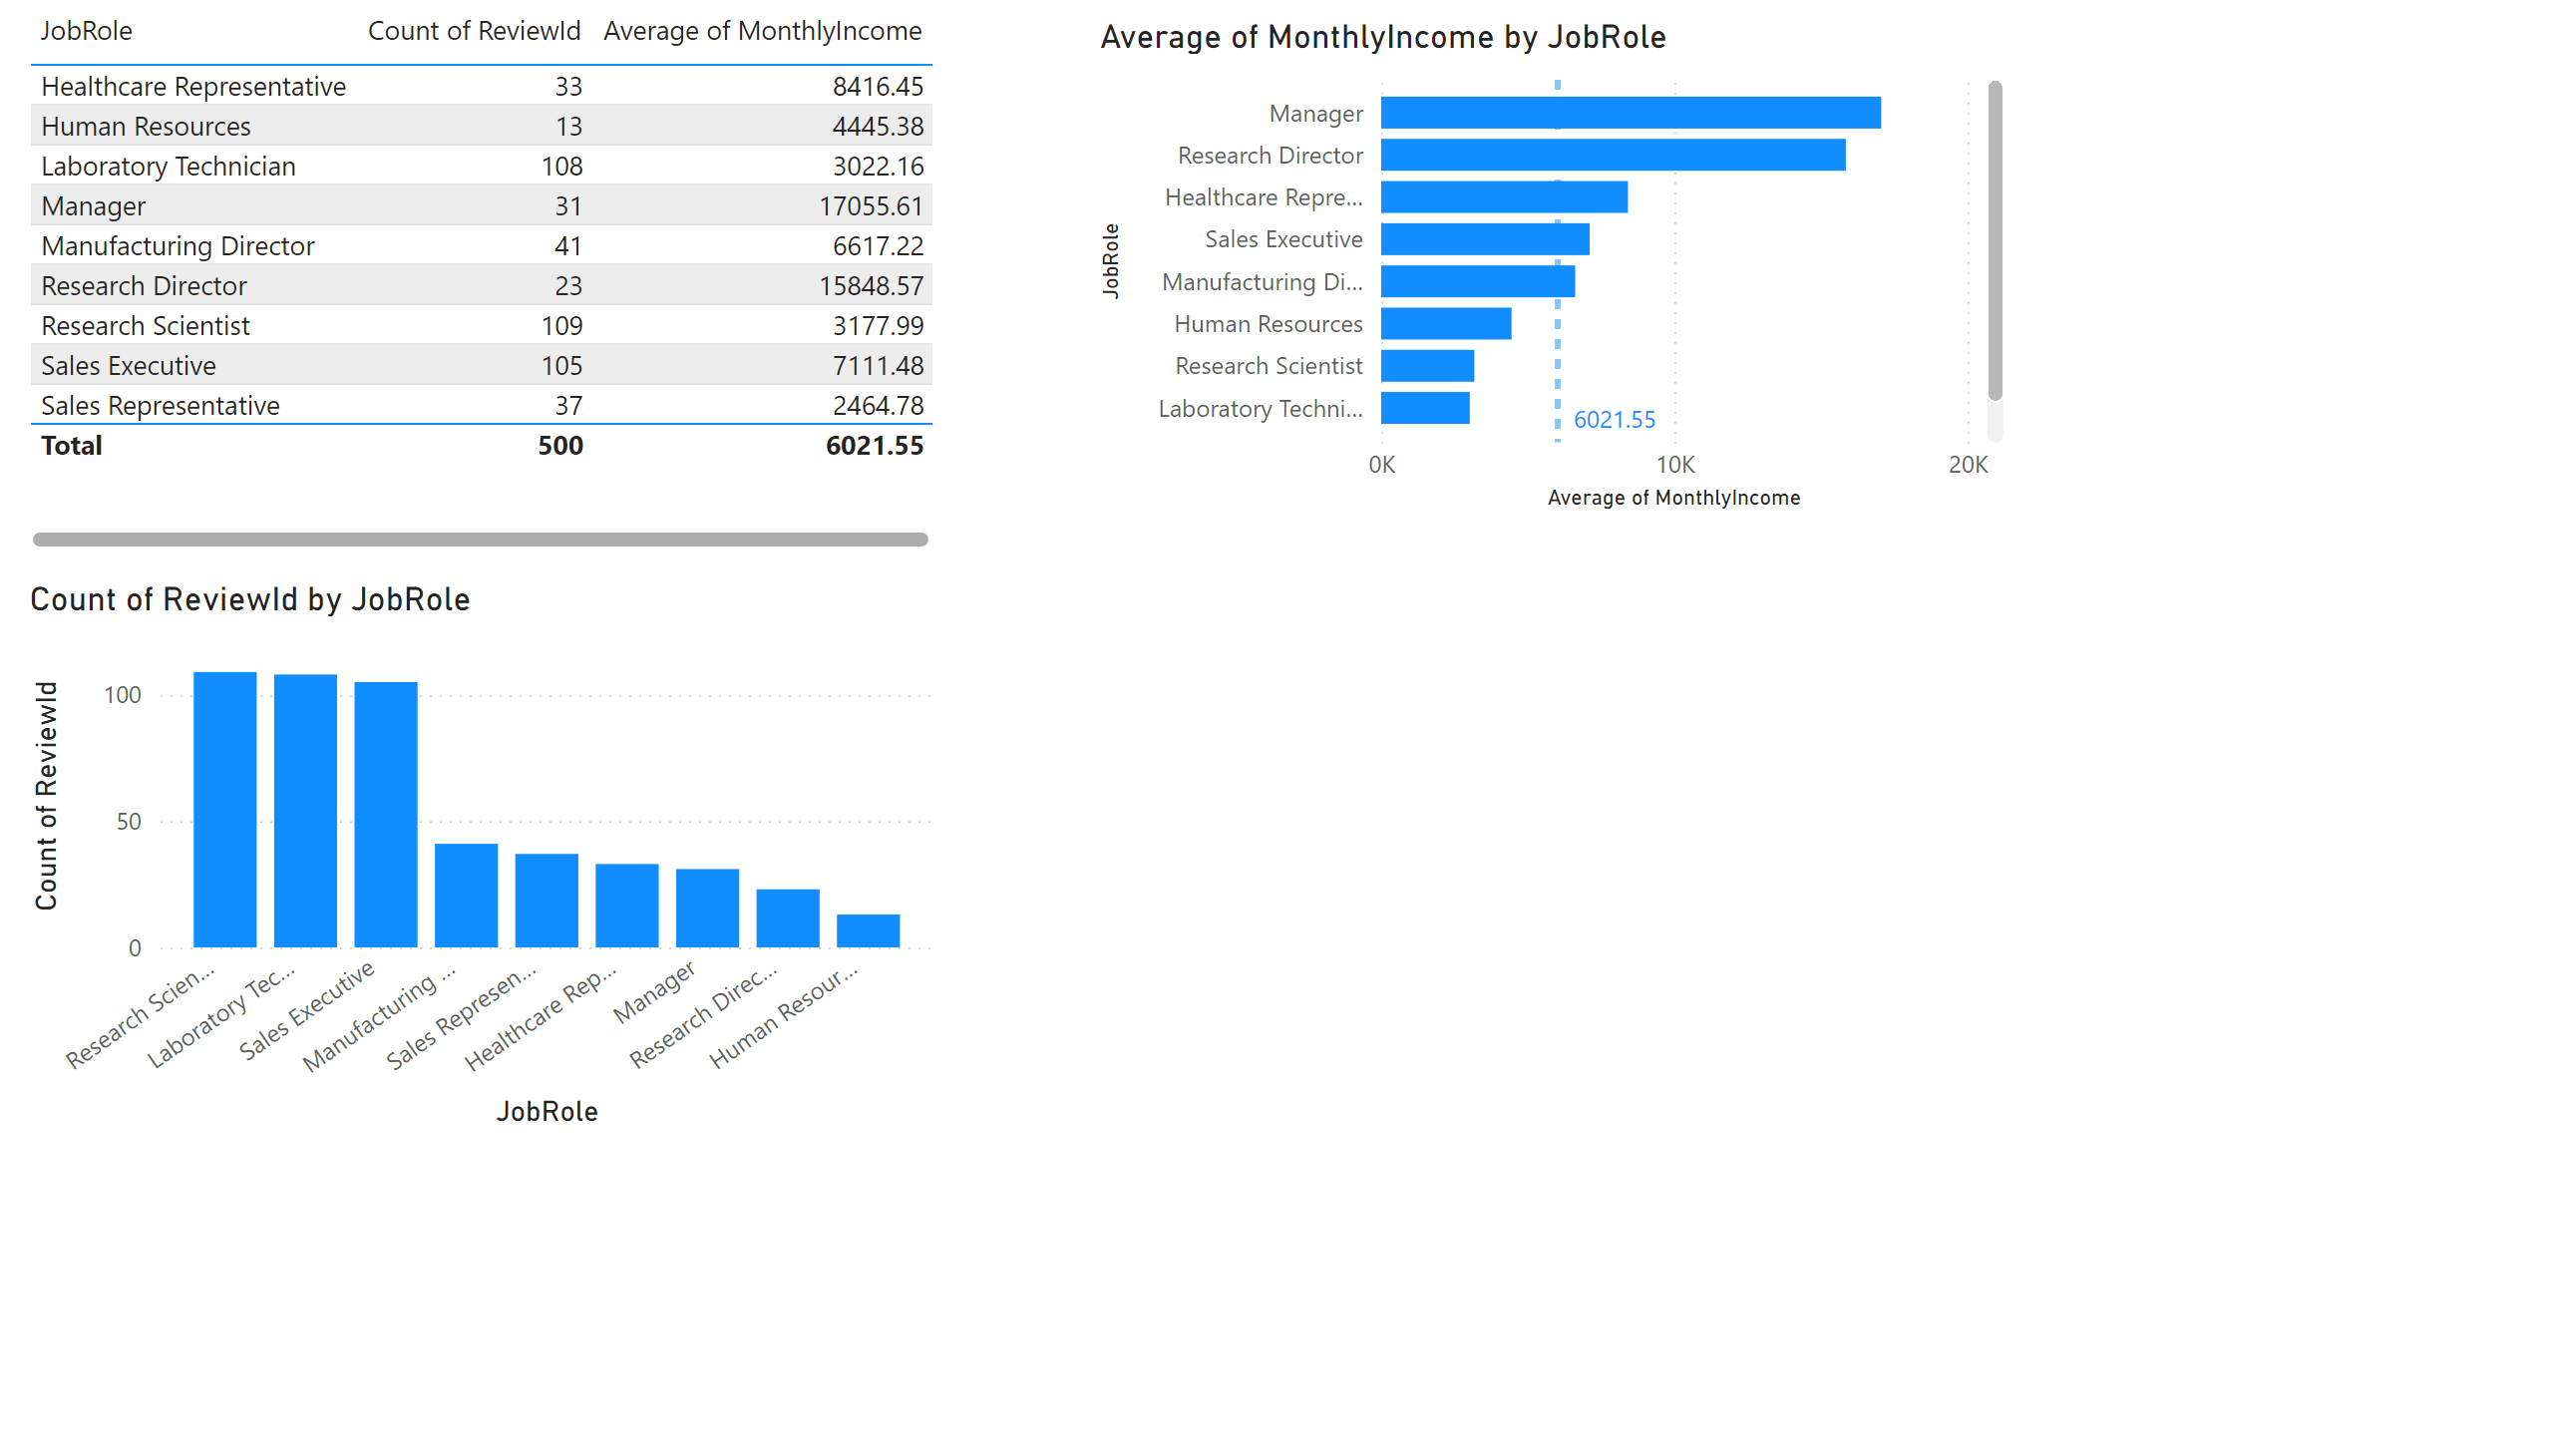 JobRole Count of ReviewId Average of MonthlyIncome
Healthcare Representative 33 8416.45
Human Resources 13 4445.38
Laboratory Technician 108 3022.16
Manager 31 17055.61
Manufacturing Director 41 6617.22
Research Director 23 15848.57
Research Scientist 109 3177.99
Sales Executive 105 7111.48
Sales Representative 37 2464.78
Total 500 6021.55
Average of MonthlyIncome by JobRole
JobRole
Manager
Research Director
Healthcare Repre...
Sales Executive
Manufacturing Di...
Human Resources
Research Scientist
Laboratory Techni...
6021.55
0K 10K 20K
Average of MonthlyIncome
Count of ReviewId by JobRole
Count of ReviewId
100
50
0
Research Scien...
Laboratory Tec...
Sales Executive
Manufacturing ...
Sales Represen...
Healthcare Rep...
Manager
Research Direc...
Human Resour...
JobRole